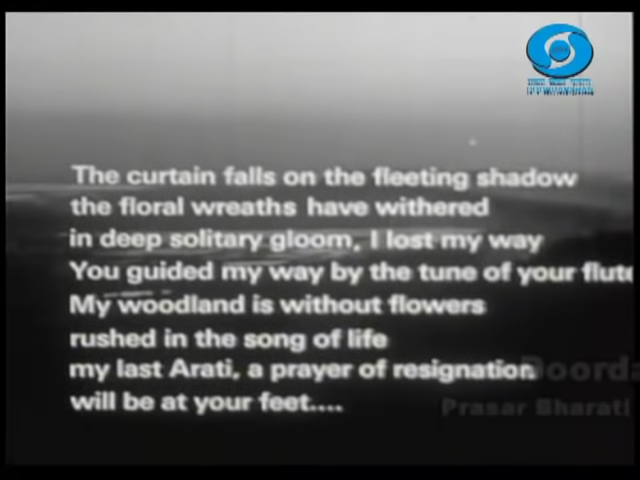 The curtain falls on the fleeting shadow
the floral wreaths have withered
in deep solitary gloom, I lost my way
You guided my way by the tune of your flute
My woodland is without flowers
rushed in the song of life
my last Arati, a prayer of resignation
will be at your feet....
Doorda
Prasar Bharati